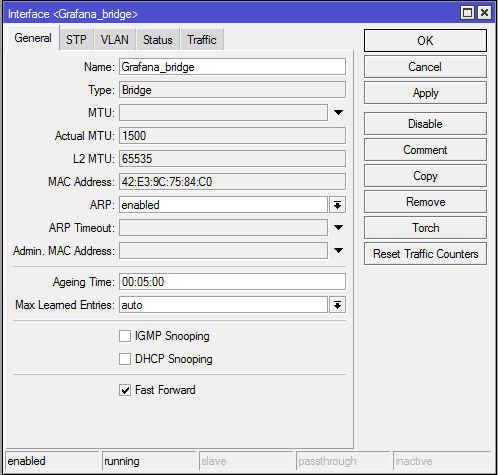 Interface <Grafana_bridge>
General STP VLAN Status Traffic
Name: Grafana_bridge
Type: Bridge
MTU:
Actual MTU: 1500
L2 MTU: 65535
MAC Address: 42:E3:9C:75:84:C0
ARP: enabled
ARP Timeout:
Admin. MAC Address:
Ageing Time: 00:05:00
Max Learned Entries: auto
IGMP Snooping
DHCP Snooping
Fast Forward
OK
Cancel
Apply
Disable
Comment
Copy
Remove
Torch
Reset Traffic Counters
enabled running slave passthrough inactive